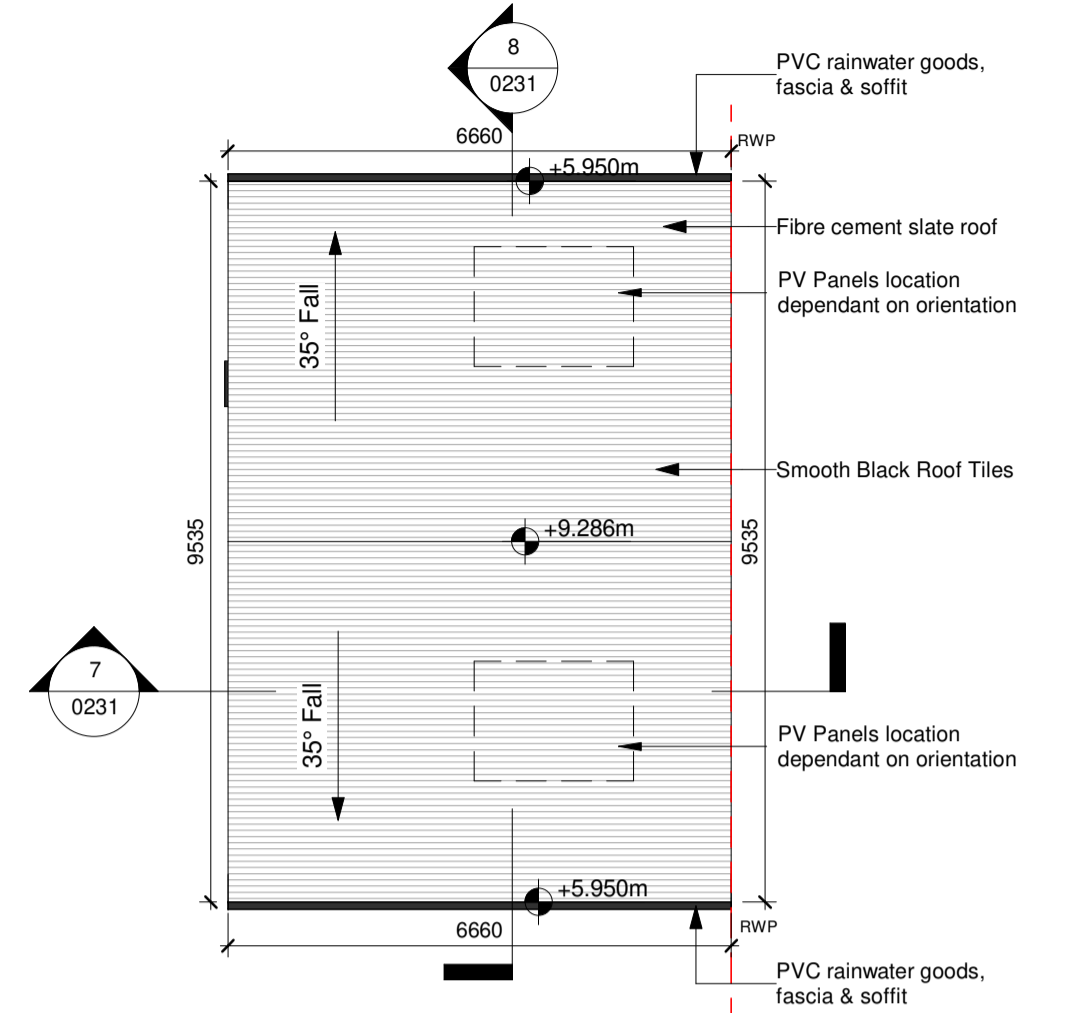 8
0231
PVC rainwater goods,
fascia & soffit
6660
RWP
+5.950m
Fibre cement slate roof
PV Panels location
dependant on orientation
35° Fall
Smooth Black Roof Tiles
+9.286m
9535
9535
7
0231
35° Fall
PV Panels location
dependant on orientation
+5.950m
6660
RWP
PVC rainwater goods,
fascia & soffit